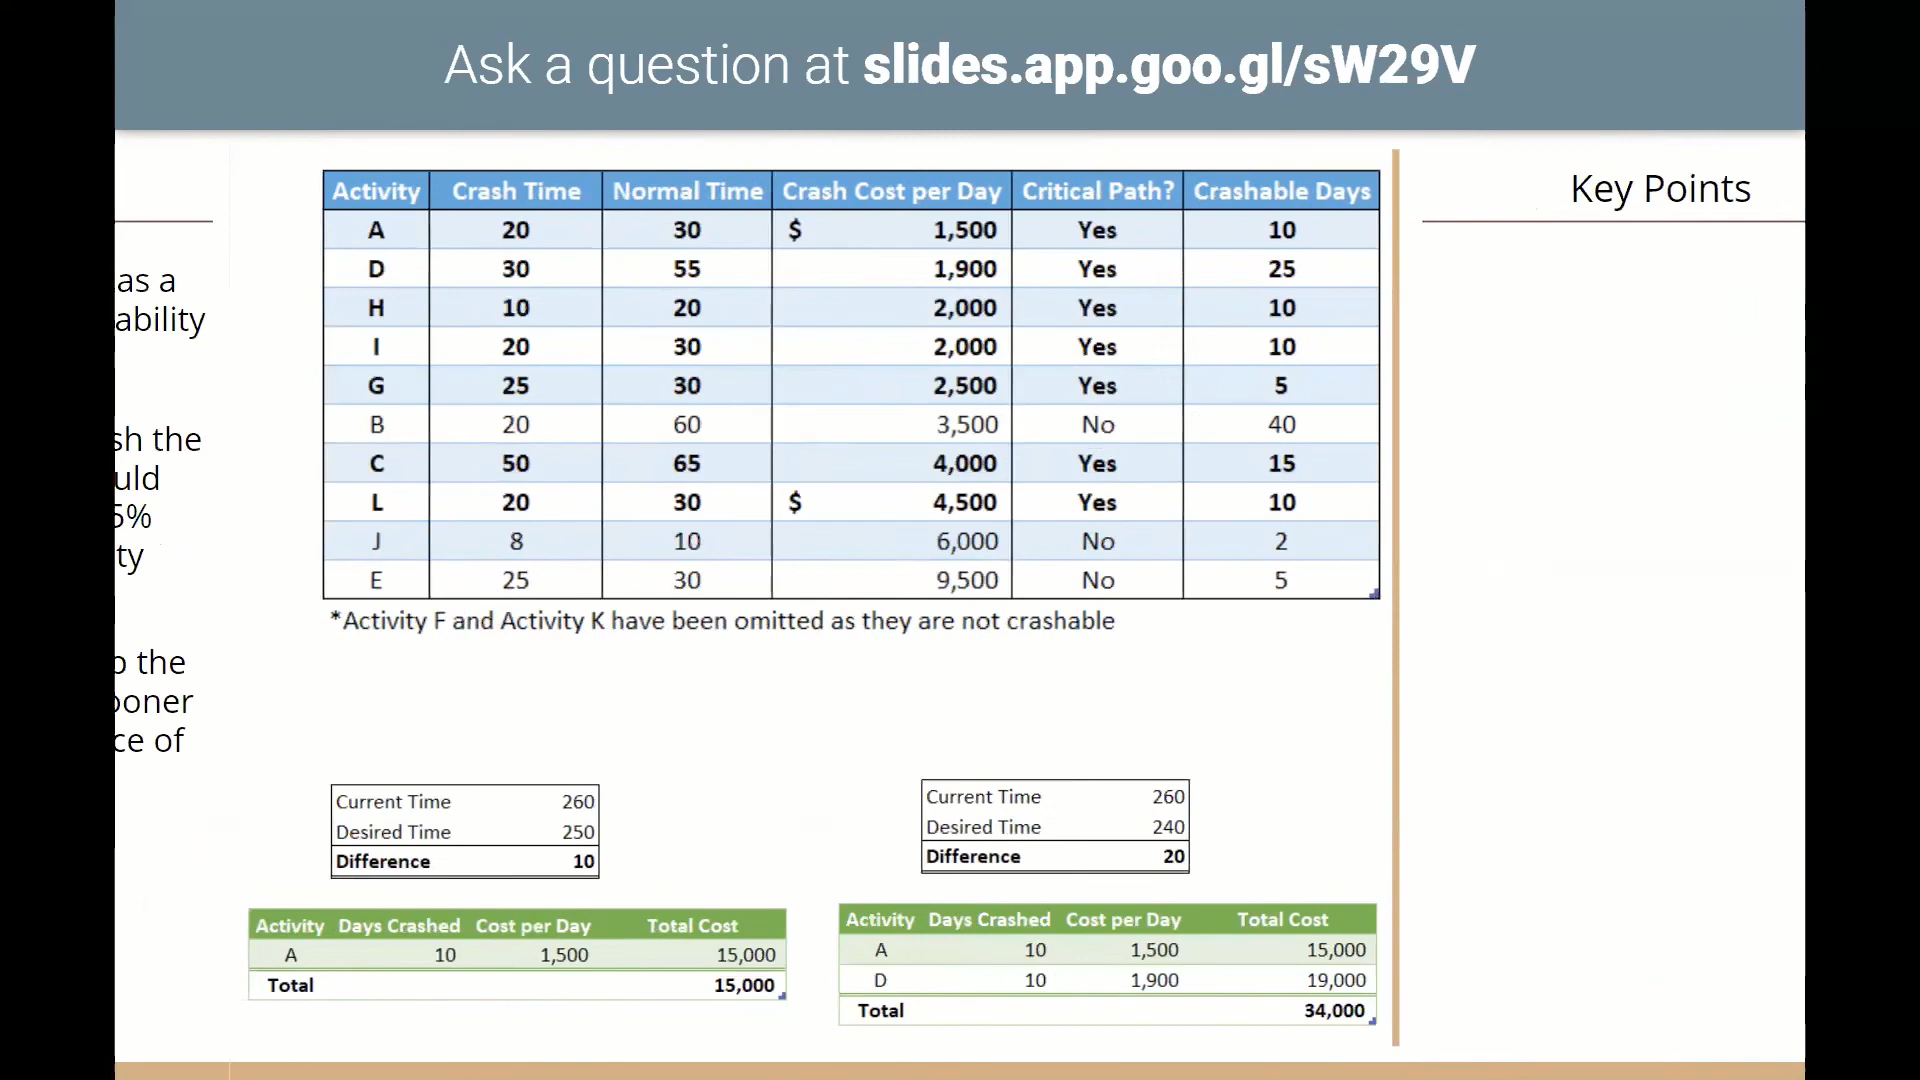 Ask a question at slides.app.goo.gl/sW29V
Key Points
as a
ability
sh the
uld
5%
ty
the
ooner
ce of
Activity Crash Time Normal Time Crash Cost per Day Critical Path? Crashable Days
A 20 30 $ 1,500 Yes 10
D 30 55 1,900 Yes 25
H 10 20 2,000 Yes 10
I 20 30 2,000 Yes 10
G 25 30 2,500 Yes 5
B 20 60 3,500 No 40
C 50 65 4,000 Yes 15
L 20 30 $ 4,500 Yes 10
J 8 10 6,000 No 2
E 25 30 9,500 No 5
*Activity F and Activity K have been omitted as they are not crashable
Current Time 260
Desired Time 250
Difference 10
Activity Days Crashed Cost per Day Total Cost
A 10 1,500 15,000
Total 15,000
Current Time 260
Desired Time 240
Difference 20
Activity Days Crashed Cost per Day Total Cost
A 10 1,500 15,000
D 10 1,900 19,000
Total 34,000